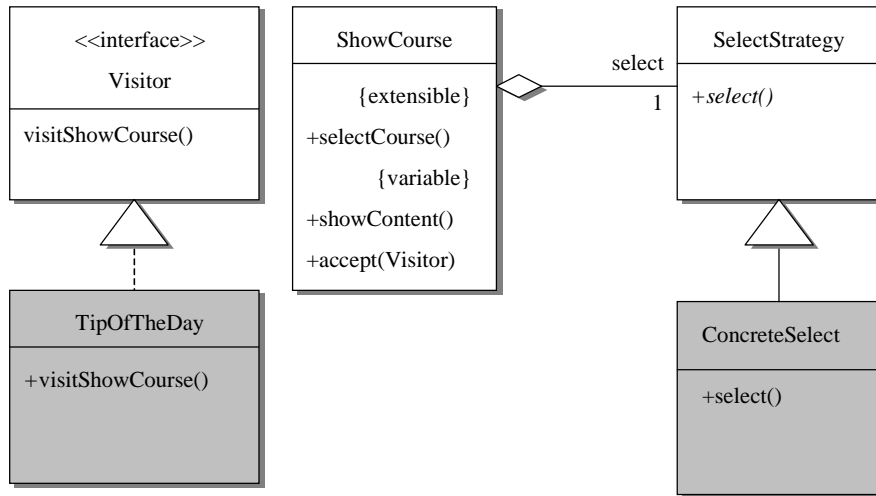 <<interface>>
Visitor
visitShowCourse()
TipOfTheDay
+visitShowCourse()
ShowCourse
{extensible}
+selectCourse()
{variable}
+showContent()
+accept(Visitor)
select
1
SelectStrategy
+select()
ConcreteSelect
+select()